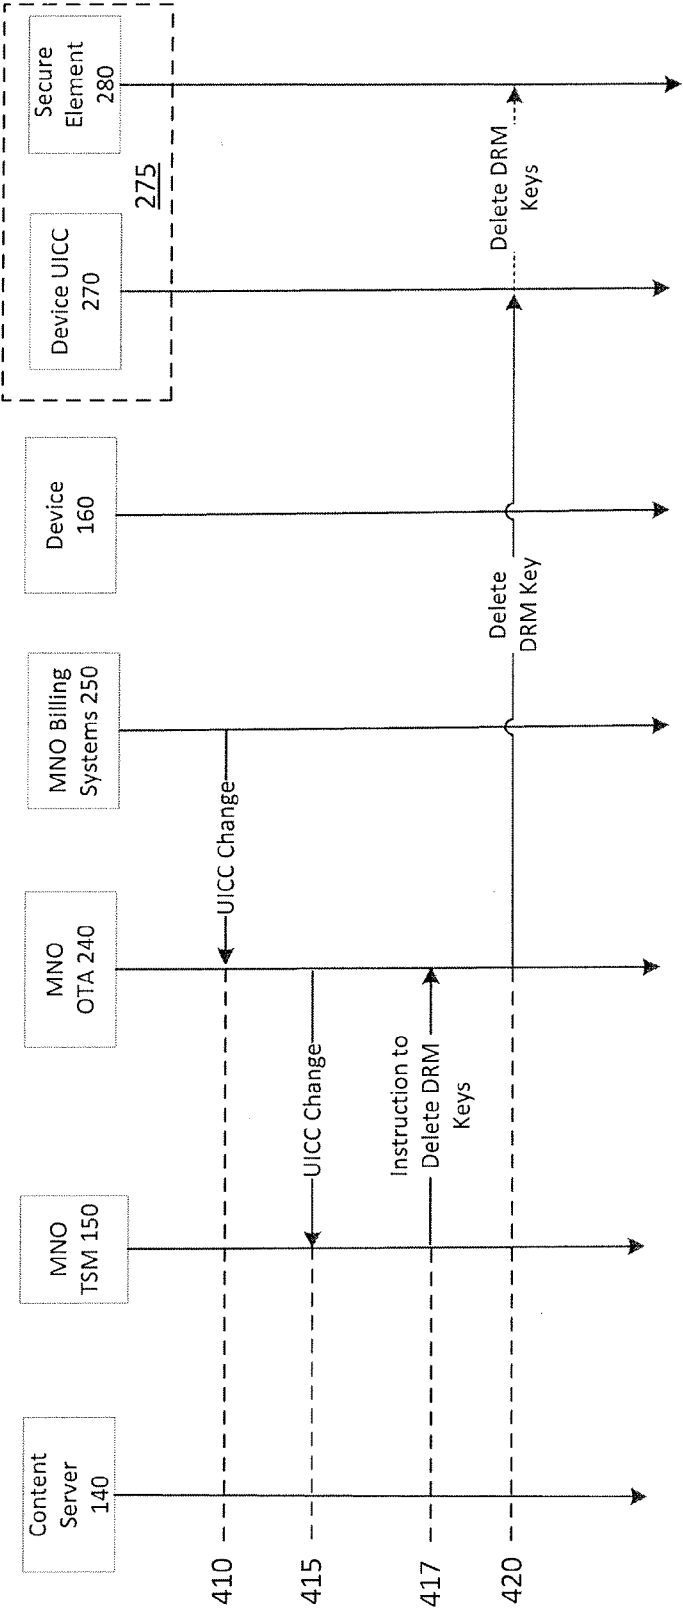 Content
Server
140
MNO
TSM 150
MNO
OTA 240
MNO Billing
Systems 250
Device
160
Device UICC
270
Secure
Element
280
275
410
UICC Change
415
UICC Change
417
Instruction to
Delete DRM
Keys
420
Delete
DRM Key
Delete DRM
Keys